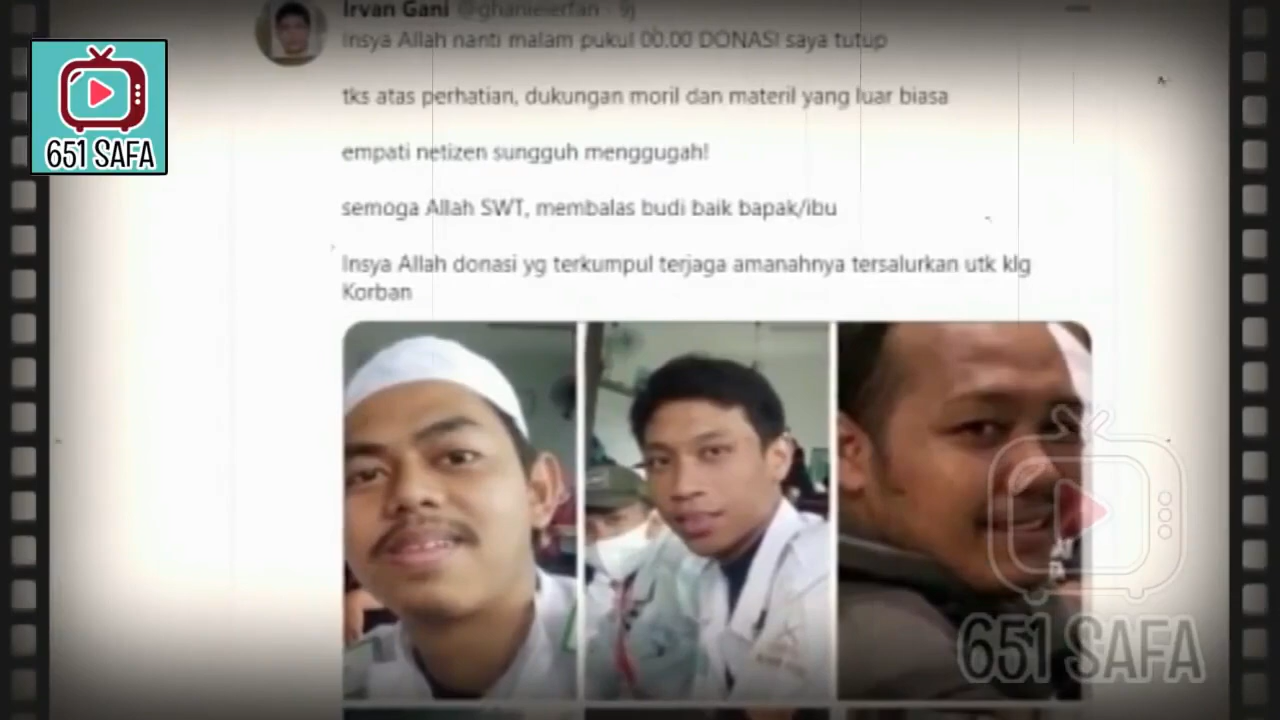 Irvan Gani @ghanieierfan · 9j
Insya Allah nanti malam pukul 00.00 DONASI saya tutup
tks atas perhatian, dukungan moril dan materil yang luar biasa
empati netizen sungguh menggugah!
semoga Allah SWT, membalas budi baik bapak/ibu
Insya Allah donasi yg terkumpul terjaga amanahnya tersalurkan utk klg
Korban
651 SAFA
651 SAFA